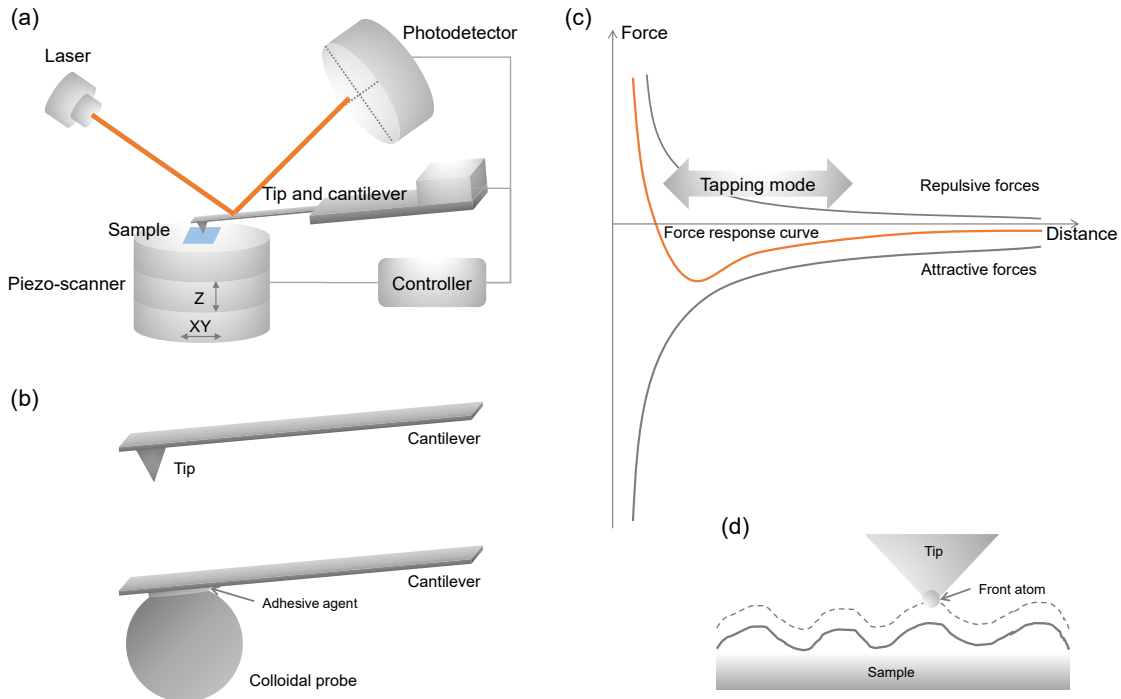 (a)
Photodetector
Laser
Tip and cantilever
Sample
Piezo-scanner
Z
XY
Controller
(b)
Cantilever
Tip
Cantilever
Adhesive agent
Colloidal probe
(c)
Force
Tapping mode
Repulsive forces
Force response curve
Distance
Attractive forces
(d)
Tip
Front atom
Sample